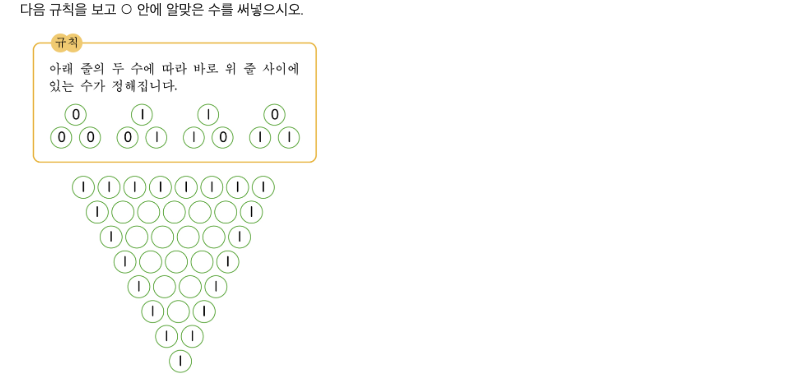 다음 규칙을 보고 ○ 안에 알맞은 수를 써넣으시오.
규칙
아래 줄의 두 수에 따라 바로 위 줄 사이에
있는 수가 정해집니다.
0 1 1 0
0 0 0 1 1 0 1 1
1 1 1 1 1 1 1 1
1 1
1 1
1 1
1 1
1 1
1 1
1